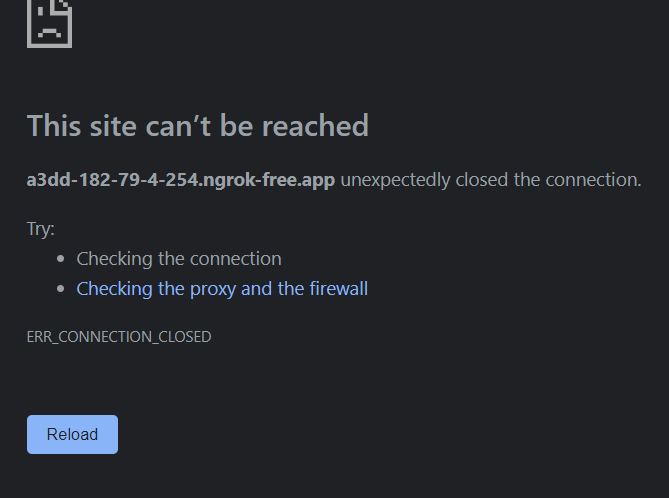 This site can’t be reached
a3dd-182-79-4-254.ngrok-free.app unexpectedly closed the connection.
Try:
Checking the connection
Checking the proxy and the firewall
ERR_CONNECTION_CLOSED
Reload